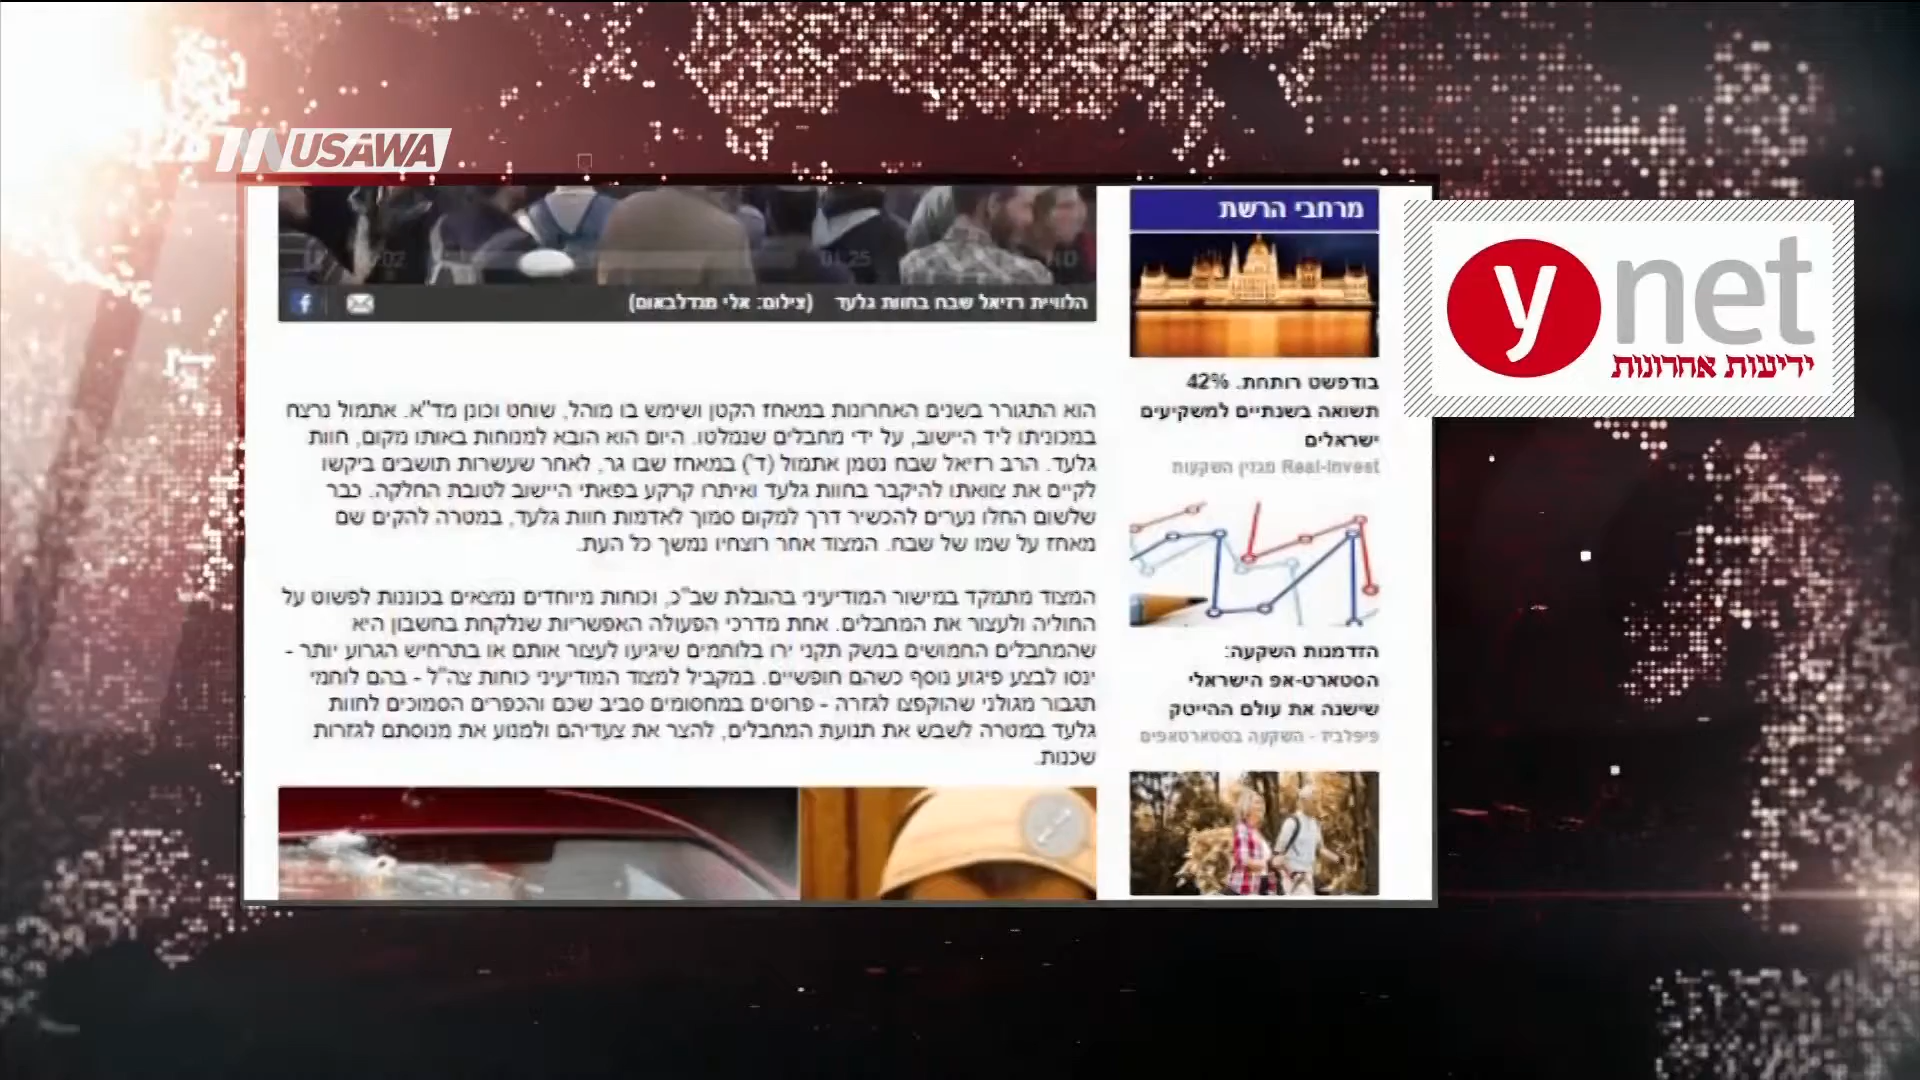 MUSAWA
ynet
ידיעות אחרונות
הלוויית רזיאל שבח בחוות גלעד (צילום: אלי מנדלבאום)
הוא התגורר בשנים האחרונות במאחז הקטן ושימש בו מוהל, שוחט וכונן מד"א. אתמול נרצח
במכוניתו ליד היישוב, על ידי מחבלים שנמלטו. היום הוא הובא למנוחות באותו מקום, חוות
גלעד. הרב רזיאל שבח נטמן אתמול (ד') במאחז שבו גר, לאחר שעשרות תושבים ביקשו
לקיים את צוואתו להיקבר בחוות גלעד ואיתרו קרקע בפאתי היישוב לטובת החלקה. כבר
שלשום החלו נערים להכשיר דרך למקום סמוך לאדמות חוות גלעד, במטרה להקים שם
מאחז על שמו של שבח. המצוד אחר רוצחיו נמשך כל העת.
המצוד מתמקד במישור המודיעיני בהובלת שב"כ, וכוחות מיוחדים נמצאים בכוננות לפשוט על
החוליה ולעצור את המחבלים. אחת מדרכי הפעולה האפשריות שנלקחת בחשבון היא
שהמחבלים החמושים בנשק תקני ירו בלוחמים שיגיעו לעצור אותם או בתרחיש הגרוע יותר -
ינסו לבצע פיגוע נוסף כשהם חופשיים. במקביל למצוד המודיעיני כוחות צה"ל - בהם לוחמי
תגבור מגולני שהוקפצו לגזרה - פרוסים במחסומים סביב שכם והכפרים הסמוכים לחוות
גלעד במטרה לשבש את תנועת המחבלים, להצר את צעדיהם ולמנוע את מנוסתם לגזרות
שכנות.
מרחבי הרשת
בודפשט רותחת. 42%
תשואה בשנתיים למשקיעים
ישראלים
Real-Invest מגזין השקעות
הזדמנות השקעה:
הסטארט-אפ הישראלי
שישנה את עולם ההייטק
פיפלביז - השקעה בסטארטאפים